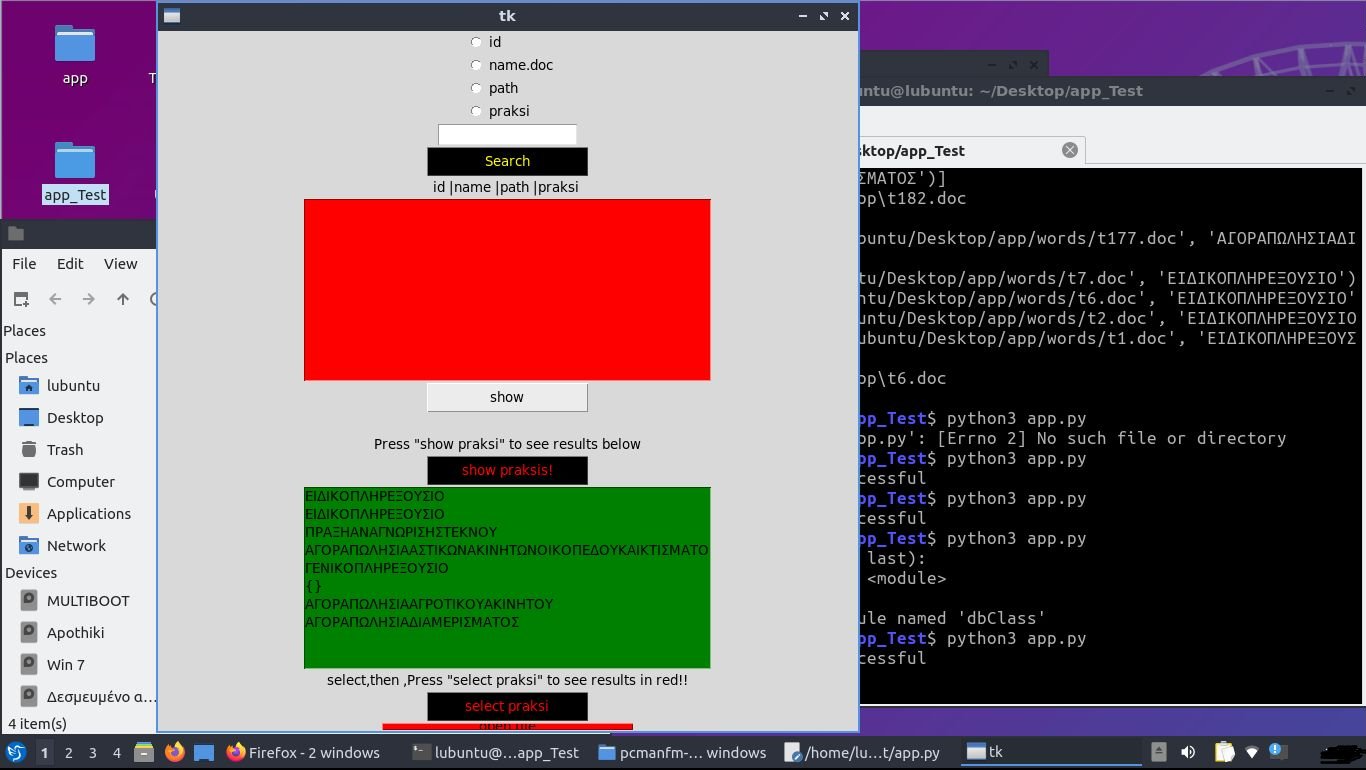 app
T
app_Test
File Edit View
Places
Places
lubuntu
Desktop
Trash
Computer
Applications
Network
Devices
MULTIBOOT
Apothiki
Win 7
Δεσμευμένο α...
4 item(s)
tk
id
name.doc
path
praksi
Search
id |name |path |praksi
show
Press "show praksi" to see results below
show praksis!
ΕΙΔΙΚΟΠΛΗΡΕΞΟΥΣΙΟ
ΕΙΔΙΚΟΠΛΗΡΕΞΟΥΣΙΟ
ΠΡΑΞΗΑΝΑΓΝΩΡΙΣΗΣΤΕΚΝΟΥ
ΑΓΟΡΑΠΩΛΗΣΙΑΑΣΤΙΚΩΝΑΚΙΝΗΤΩΝΟΙΚΟΠΕΔΟΥΚΑΙΚΤΙΣΜΑΤΟ
ΓΕΝΙΚΟΠΛΗΡΕΞΟΥΣΙΟ
{}
ΑΓΟΡΑΠΩΛΗΣΙΑΑΓΡΟΤΙΚΟΥΑΚΙΝΗΤΟΥ
ΑΓΟΡΑΠΩΛΗΣΙΑΔΙΑΜΕΡΙΣΜΑΤΟΣ
select,then ,Press "select praksi" to see results in red!!
select praksi
open file
untu@lubuntu: ~/Desktop/app_Test
sktop/app_Test
ΣΜΑΤΟΣ')]
op\t182.doc
buntu/Desktop/app/words/t177.doc', 'ΑΓΟΡΑΠΩΛΗΣΙΑΔΙ
tu/Desktop/app/words/t7.doc', 'ΕΙΔΙΚΟΠΛΗΡΕΞΟΥΣΙΟ')
ntu/Desktop/app/words/t6.doc', 'ΕΙΔΙΚΟΠΛΗΡΕΞΟΥΣΙΟ'
untu/Desktop/app/words/t2.doc', 'ΕΙΔΙΚΟΠΛΗΡΕΞΟΥΣΙΟ
ubuntu/Desktop/app/words/t1.doc', 'ΕΙΔΙΚΟΠΛΗΡΕΞΟΥΣ
op\t6.doc
pp_Test$ python3 app.py
op.py': [Errno 2] No such file or directory
pp_Test$ python3 app.py
cessful
pp_Test$ python3 app.py
cessful
pp_Test$ python3 app.py
last):
<module>
ule named 'dbClass'
pp_Test$ python3 app.py
cessful
1 2 3 4 Firefox - 2 windows lubuntu@...app_Test pcmanfm-... windows /home/lu...t/app.py tk